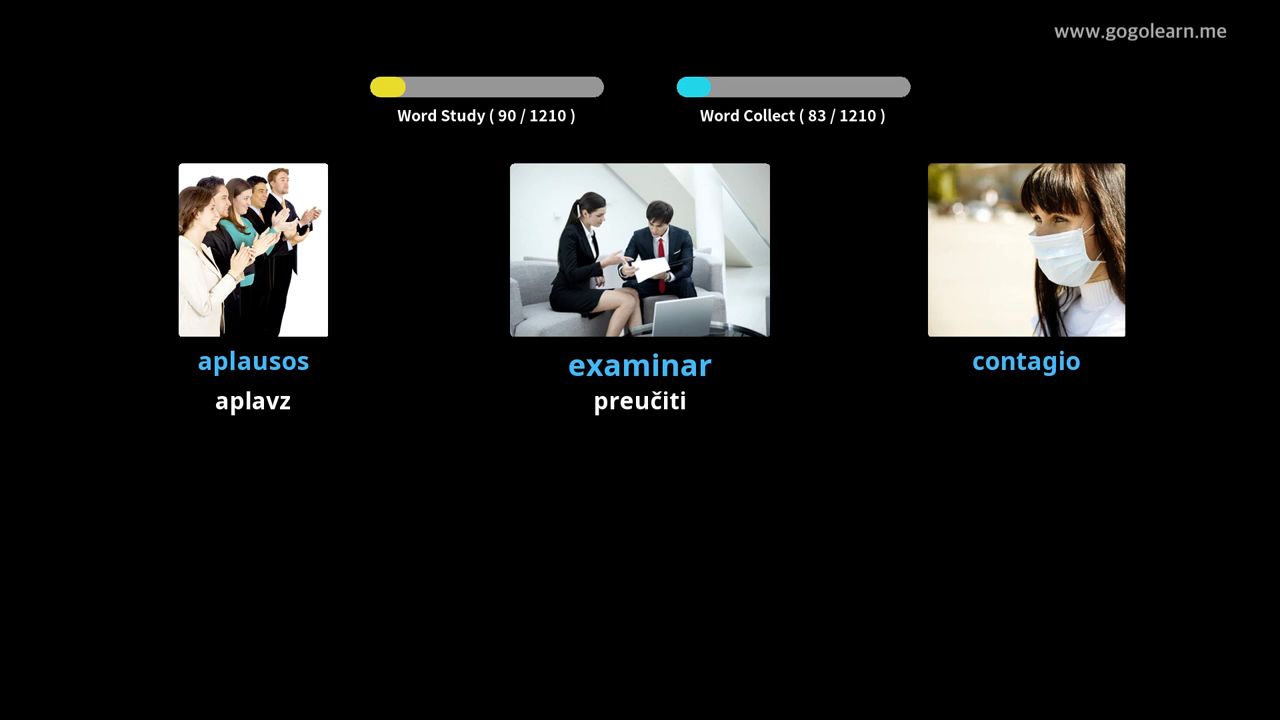 www.gogolearn.me
Word Study ( 90 / 1210 )
Word Collect ( 83 / 1210 )
aplausos
aplavz
examinar
preučiti
contagio